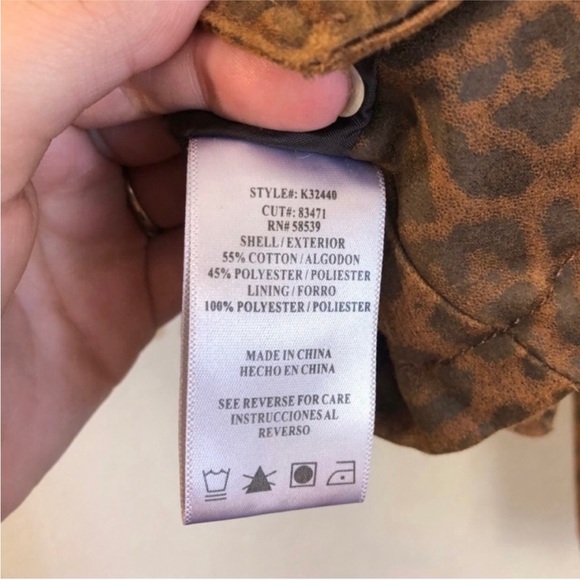 STYLE#: K32440
CUT#: 83471
RN# 58539
SHELL/EXTERIOR
55% COTTON/ALGODON
45% POLYESTER/POLIESTER
LINING/FORRO
100% POLYESTER/POLIESTER
MADE IN CHINA
HECHO EN CHINA
SEE REVERSE FOR CARE
INSTRUCCIONES AL
REVERSO